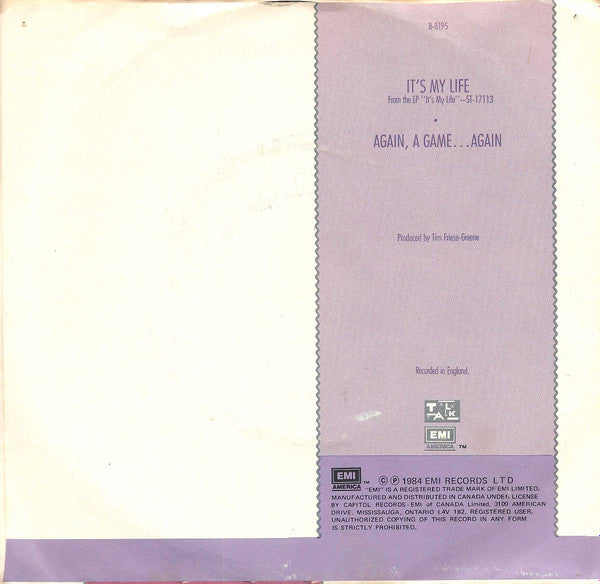 B-8195
IT'S MY LIFE
From the LP "It's My Life"—ST-17113
•
AGAIN, A GAME...AGAIN
Produced by Tim Friese-Greene
Recorded in England.
TALK
EMI
AMERICA TM
EMI
AMERICA TM © ℗ 1984 EMI RECORDS LTD
"EMI" IS A REGISTERED TRADE MARK OF EMI LIMITED.
MANUFACTURED AND DISTRIBUTED IN CANADA UNDER LICENSE
BY CAPITOL RECORDS - EMI of CANADA Limited, 3109 AMERICAN
DRIVE, MISSISSAUGA, ONTARIO L4V 1B2, REGISTERED USER.
UNAUTHORIZED COPYING OF THIS RECORD IN ANY FORM
IS STRICTLY PROHIBITED.